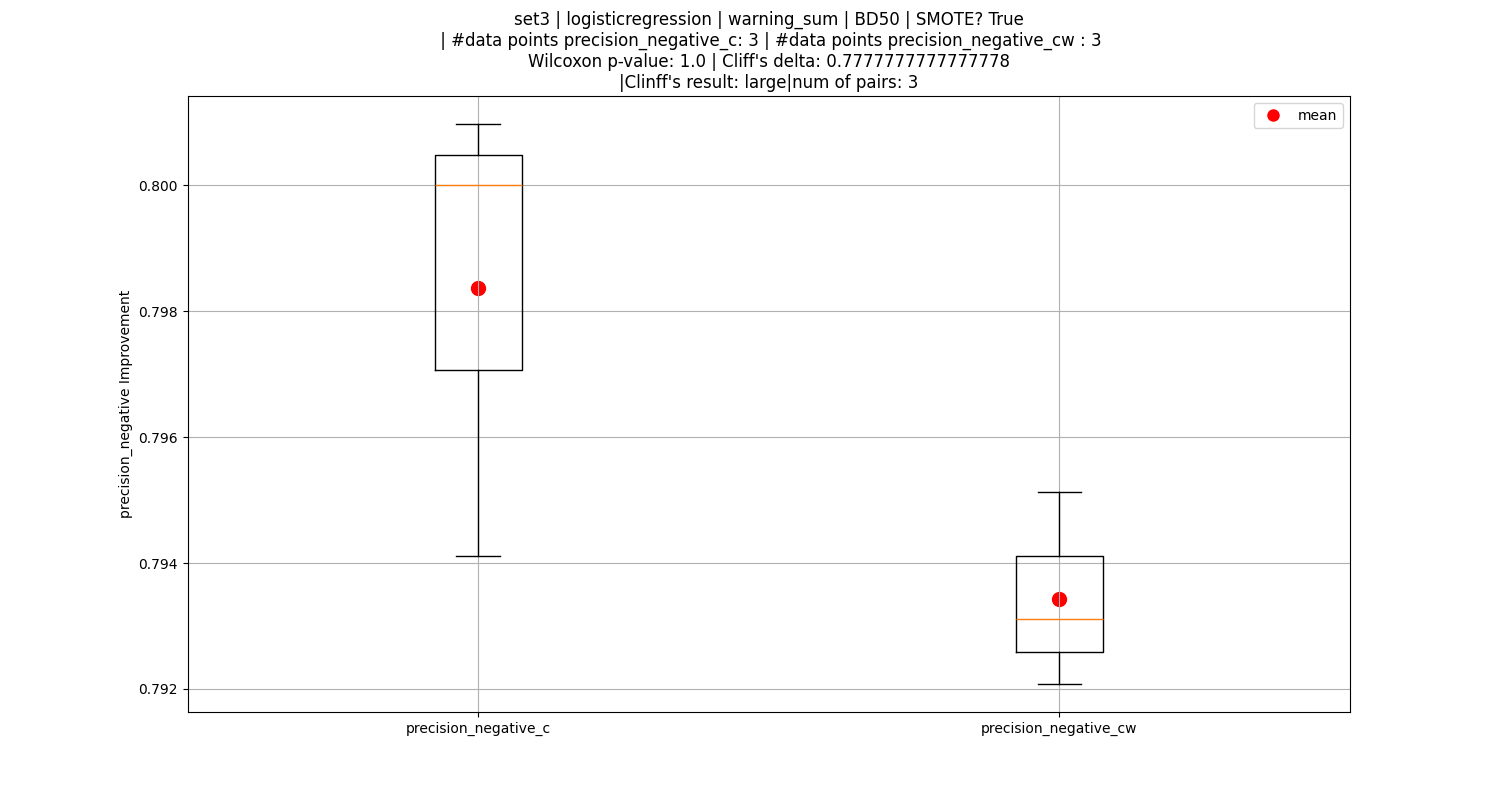 set3 | logisticregression | warning_sum | BD50 | SMOTE? True
| #data points precision_negative_c: 3 | #data points precision_negative_cw : 3
Wilcoxon p-value: 1.0 | Cliff's delta: 0.7777777777777778
|Clinff's result: large|num of pairs: 3
mean
precision_negative Improvement
0.800
0.798
0.796
0.794
0.792
precision_negative_c
precision_negative_cw